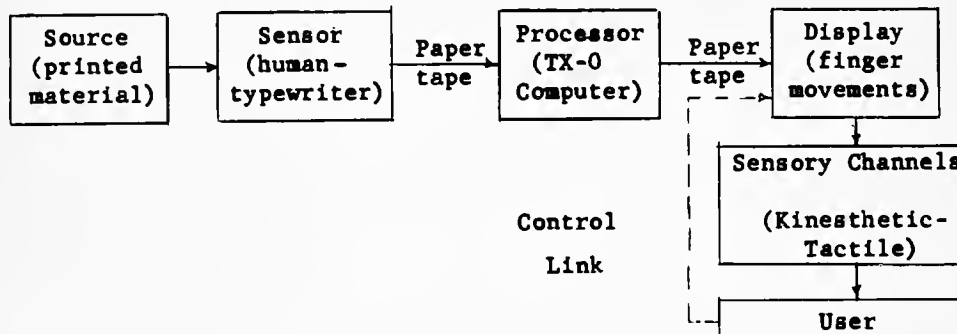 Source
(printed
material)
Sensor
(human-
typewriter)
Paper
tape
Processor
(TX-0
Computer)
Paper
tape
Display
(finger
movements)
Sensory Channels
(Kinesthetic-
Tactile)
Control
Link
User